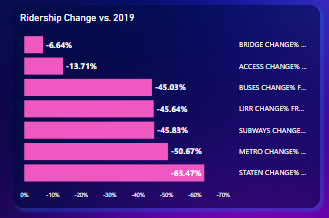 Ridership Change vs. 2019
-6.64% BRIDGE CHANGE% ...
-13.71% ACCESS CHANGE% ...
-45.03% BUSES CHANGE% F...
-45.64% LIRR CHANGE% FR...
-45.83% SUBWAYS CHANGE...
-50.67% METRO CHANGE% ...
-63.47% STATEN CHANGE% ...
0% -10% -20% -30% -40% -50% -60% -70%